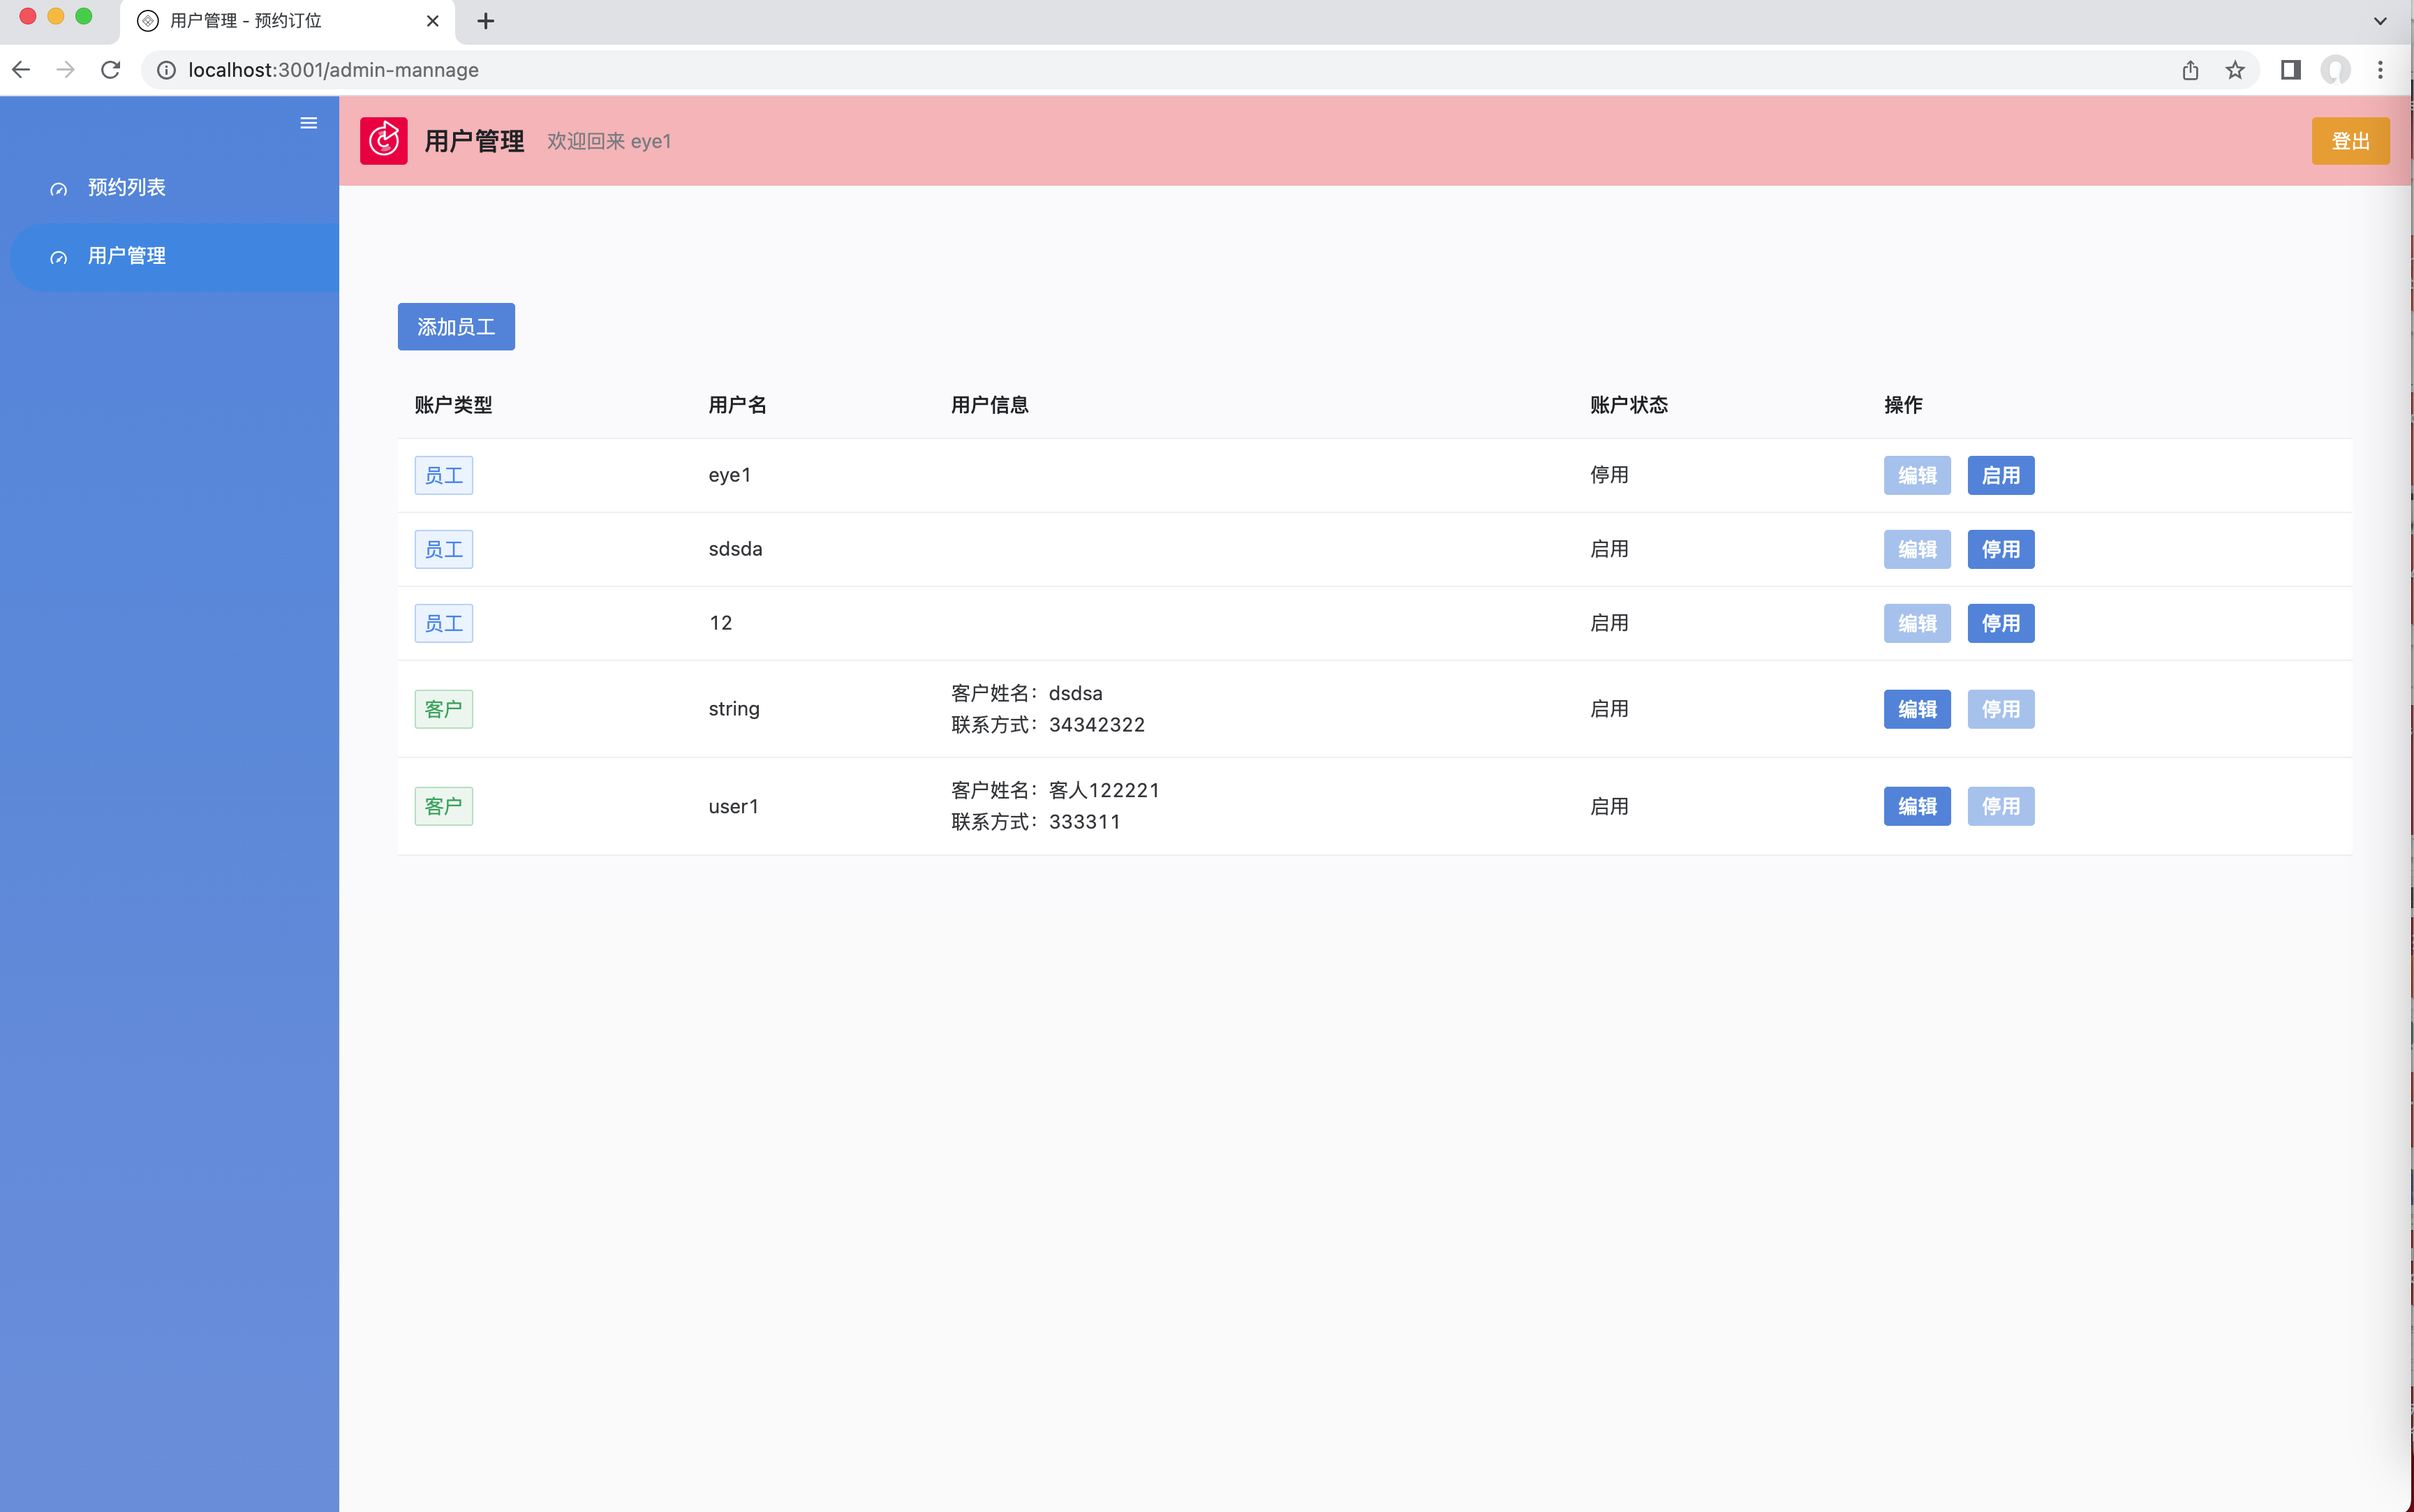 用户管理 - 预约订位
localhost:3001/admin-mannage
预约列表
用户管理
用户管理 欢迎回来 eye1
登出
添加员工
账户类型 用户名 用户信息 账户状态 操作
员工 eye1 停用 编辑 启用
员工 sdsda 启用 编辑 停用
员工 12 启用 编辑 停用
客户 string 客户姓名：dsdsa
联系方式：34342322
启用 编辑 停用
客户 user1 客户姓名：客人122221
联系方式：333311
启用 编辑 停用